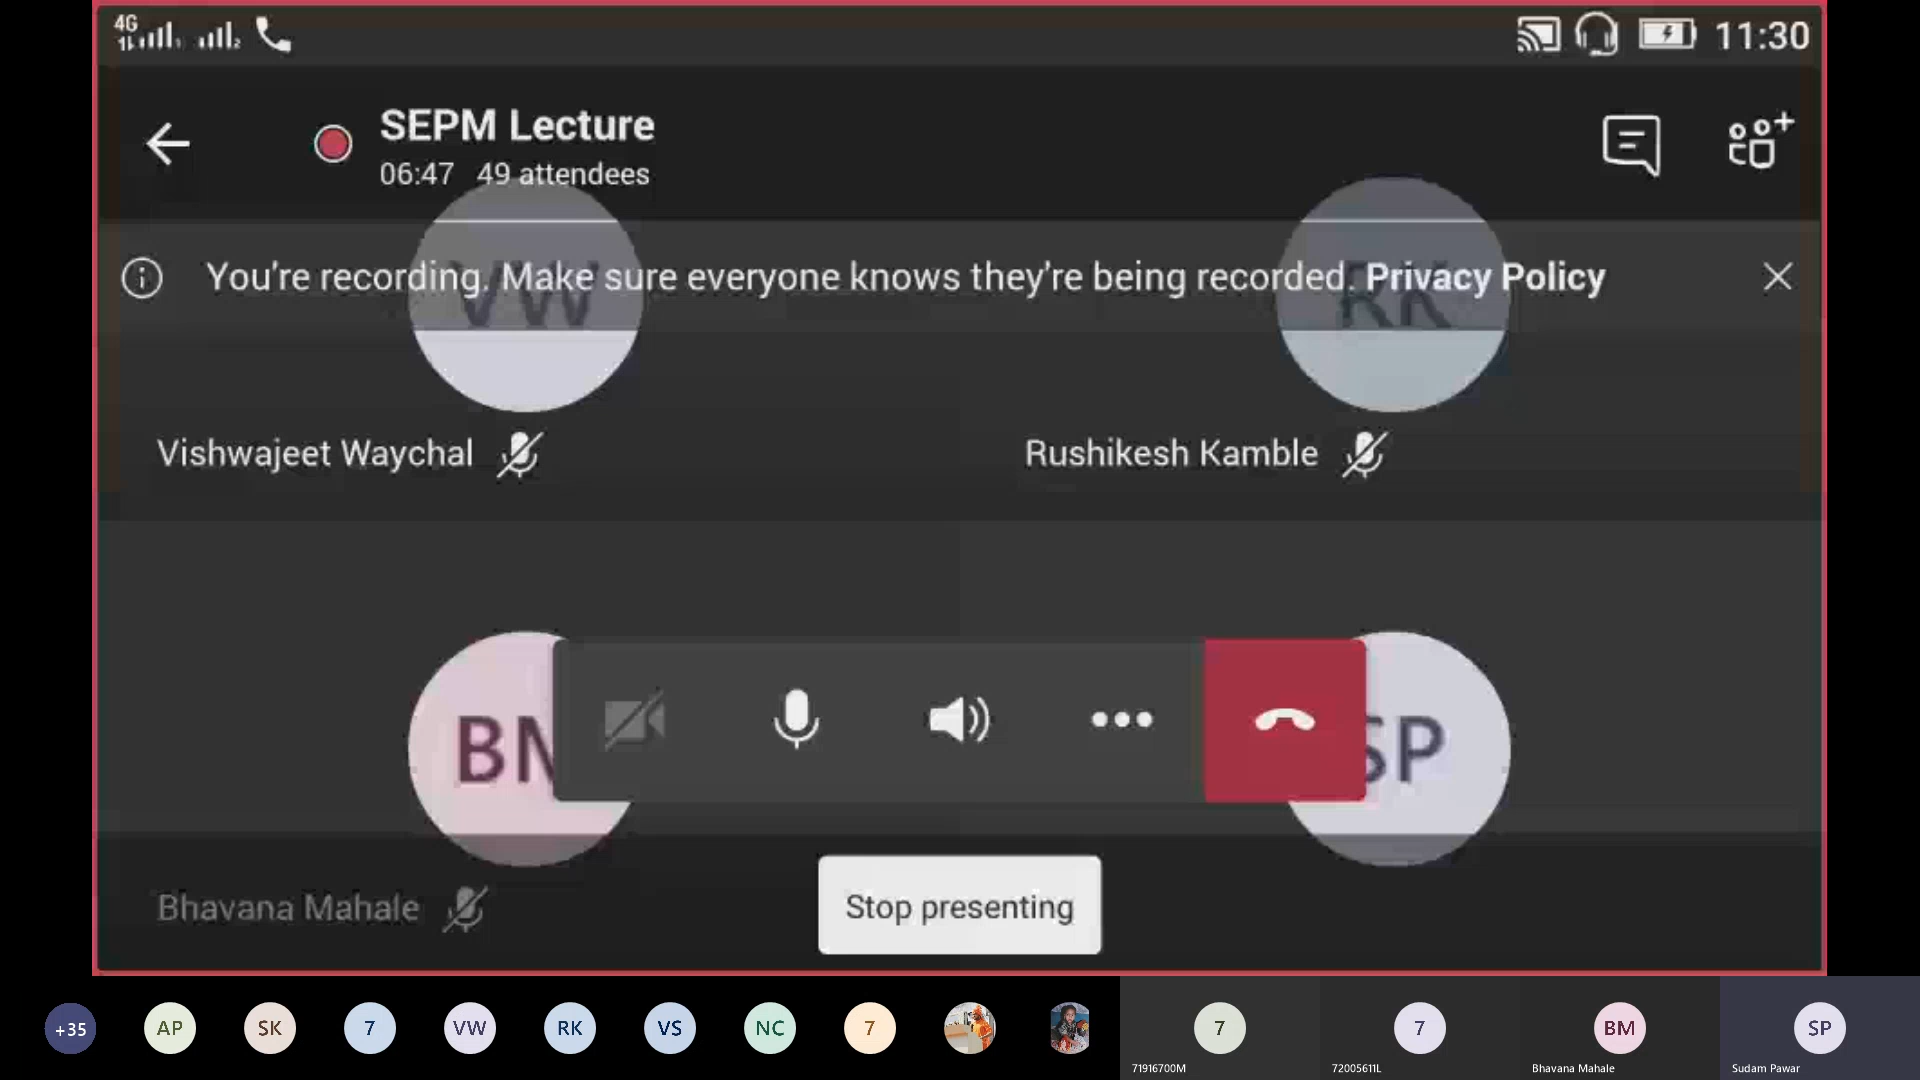 4G
11:30
SEPM Lecture
06:47 49 attendees
You're recording. Make sure everyone knows they're being recorded. Privacy Policy
VW
RK
Vishwajeet Waychal
Rushikesh Kamble
BM
SP
Bhavana Mahale
Stop presenting
+35
AP
SK
7
VW
RK
VS
NC
7
7
7
BM
SP
71916700M
72005611L
Bhavana Mahale
Sudam Pawar